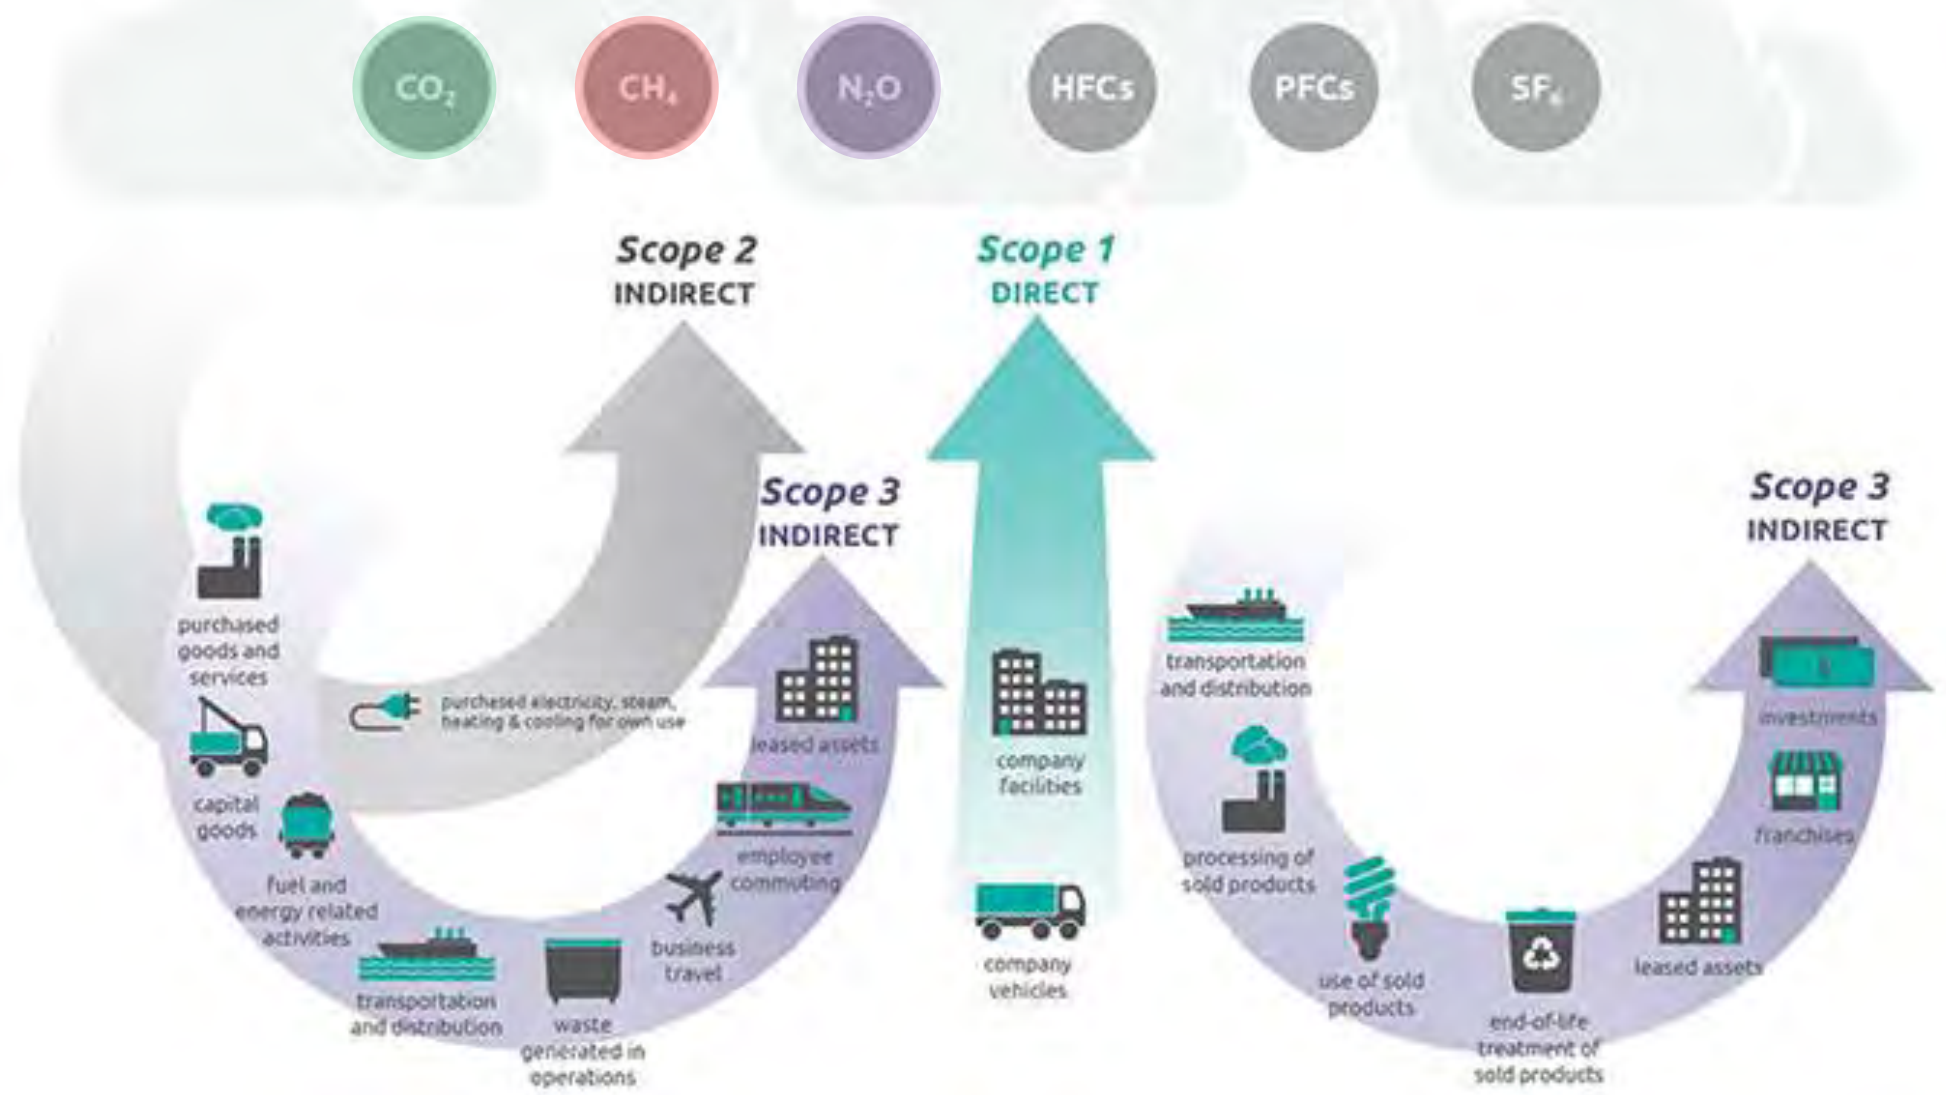 CO₂
CH₄
N₂O
HFCs
PFCs
SF₆
Scope 2
INDIRECT
Scope 1
DIRECT
Scope 3
INDIRECT
Scope 3
INDIRECT
purchased
goods and
services
capital
goods
fuel and
energy related
activities
transportation
and distribution
waste
generated in
operations
business
travel
employee
commuting
leased assets
purchased electricity, steam,
heating & cooling for own use
company
facilities
company
vehicles
transportation
and distribution
processing of
sold products
use of sold
products
end-of-life
treatment of
sold products
leased assets
franchises
investments